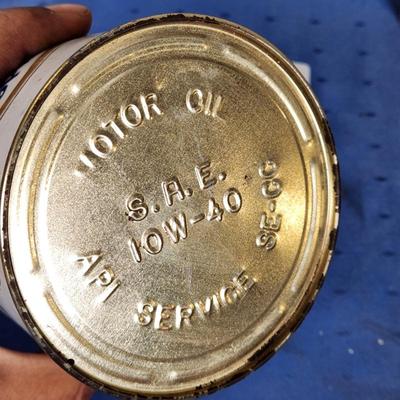 MOTOR OIL
S.A.E.
10W-40
API SERVICE SE-CC